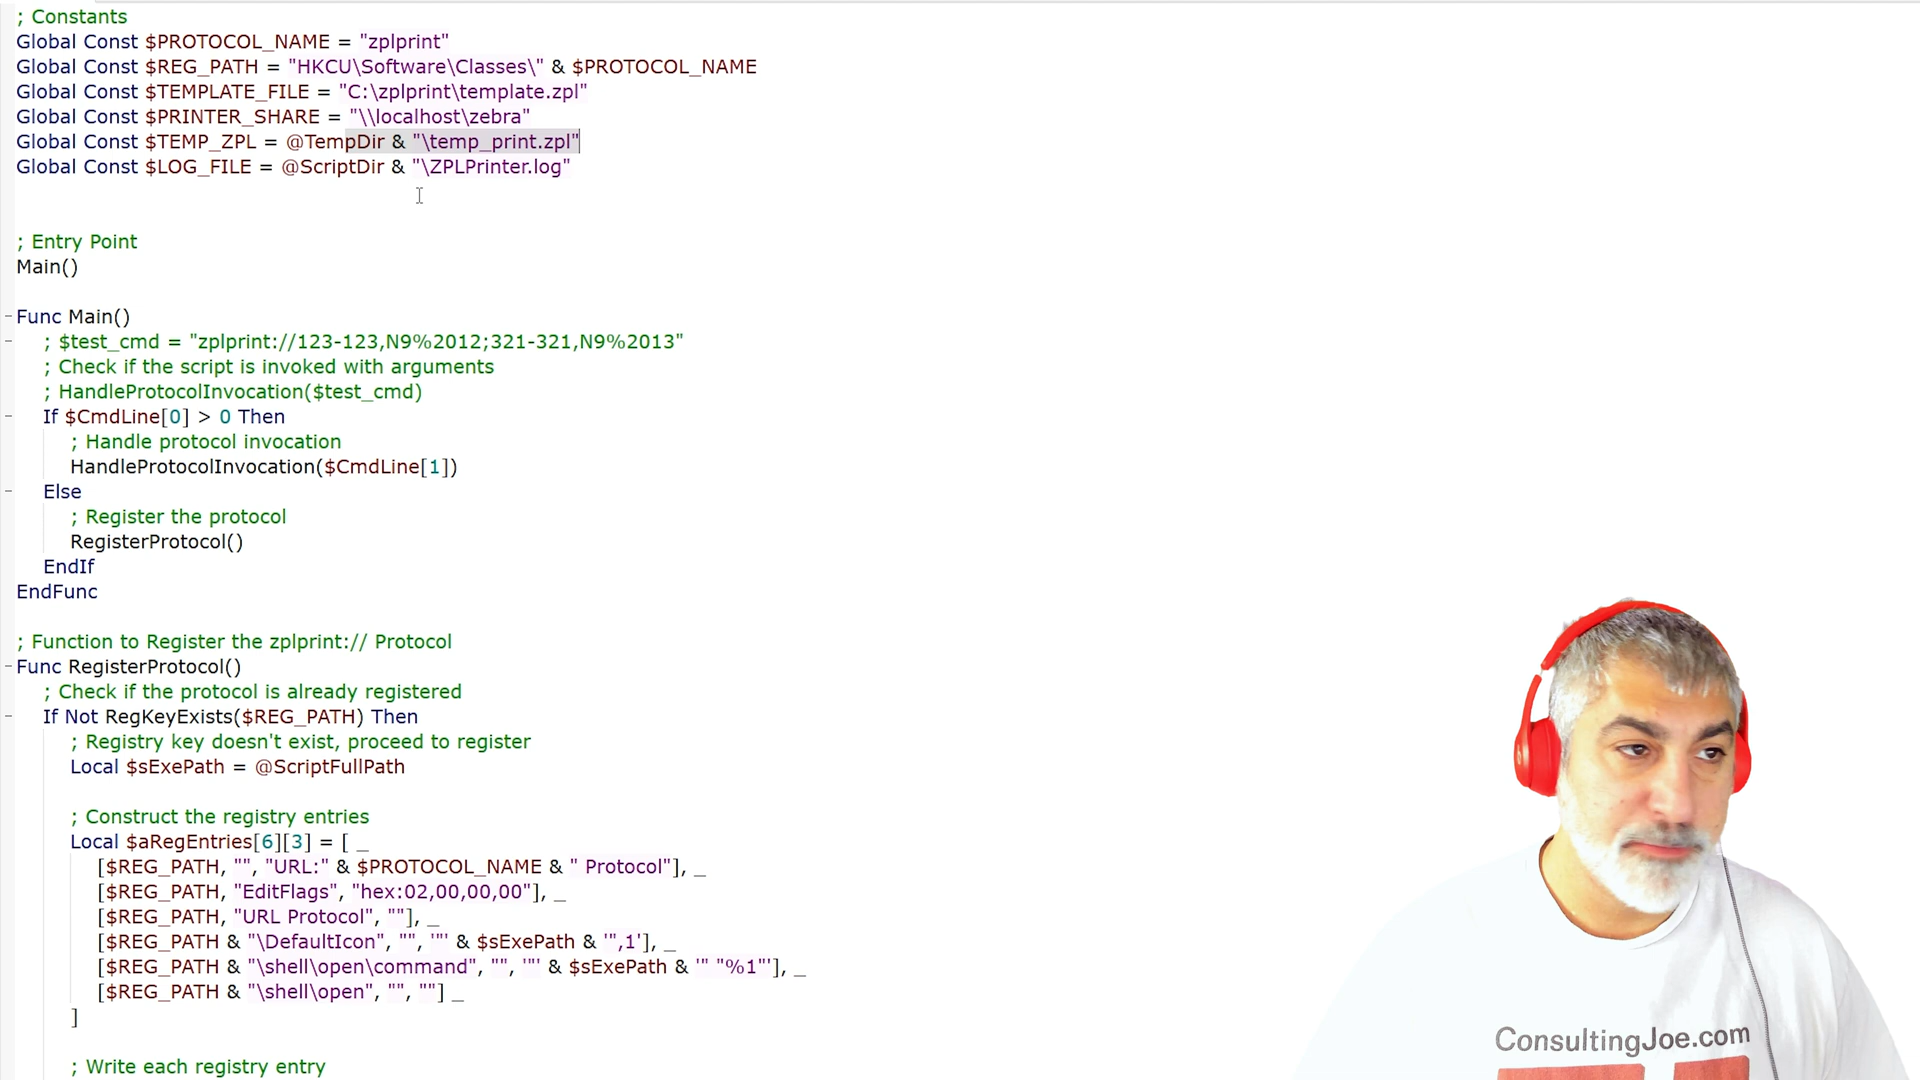 ; Constants
Global Const $PROTOCOL_NAME = "zplprint"
Global Const $REG_PATH = "HKCU\Software\Classes\" & $PROTOCOL_NAME
Global Const $TEMPLATE_FILE = "C:\zplprint\template.zpl"
Global Const $PRINTER_SHARE = "\\localhost\zebra"
Global Const $TEMP_ZPL = @TempDir & "\temp_print.zpl"
Global Const $LOG_FILE = @ScriptDir & "\ZPLPrinter.log"
; Entry Point
Main()
Func Main()
; $test_cmd = "zplprint://123-123,N9%2012;321-321,N9%2013"
; Check if the script is invoked with arguments
; HandleProtocolInvocation($test_cmd)
If $CmdLine[0] > 0 Then
; Handle protocol invocation
HandleProtocolInvocation($CmdLine[1])
Else
; Register the protocol
RegisterProtocol()
EndIf
EndFunc
; Function to Register the zplprint:// Protocol
Func RegisterProtocol()
; Check if the protocol is already registered
If Not RegKeyExists($REG_PATH) Then
; Registry key doesn't exist, proceed to register
Local $sExePath = @ScriptFullPath
; Construct the registry entries
Local $aRegEntries[6][3] = [ _
[$REG_PATH, "", "URL:" & $PROTOCOL_NAME & " Protocol"], _
[$REG_PATH, "EditFlags", "hex:02,00,00,00"], _
[$REG_PATH, "URL Protocol", ""], _
[$REG_PATH & "\DefaultIcon", "", '"' & $sExePath & '",1'], _
[$REG_PATH & "\shell\open\command", "", '"' & $sExePath & '" "%1"'], _
[$REG_PATH & "\shell\open", "", ""] _
]
; Write each registry entry
ConsultingJoe.com